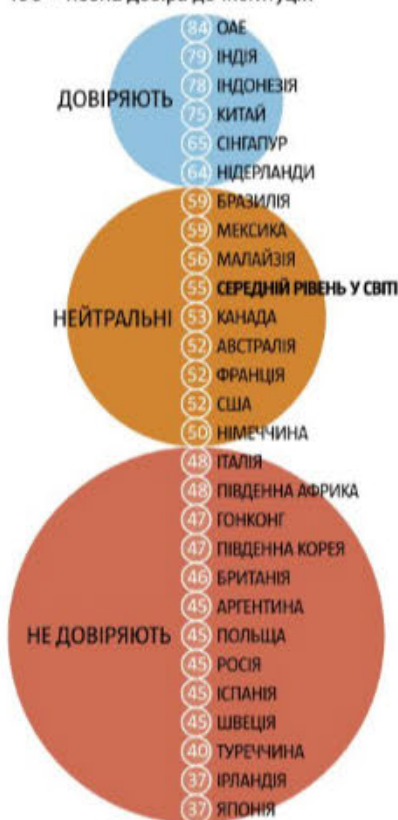 84 ОАЕ
79 ІНДІЯ
78 ІНДОНЕЗІЯ
ДОВІРЯЮТЬ
75 КИТАЙ
65 СІНГАПУР
64 НІДЕРЛАНДИ
59 БРАЗИЛІЯ
59 МЕКСИКА
56 МАЛАЙЗІЯ
55 СЕРЕДНІЙ РІВЕНЬ У СВІТІ
НЕЙТРАЛЬНІ
53 КАНАДА
52 АВСТРАЛІЯ
52 ФРАНЦІЯ
52 США
50 НІМЕЧЧИНА
48 ІТАЛІЯ
48 ПІВДЕННА АФРИКА
47 ГОНКОНГ
47 ПІВДЕННА КОРЕЯ
46 БРИТАНІЯ
45 АРГЕНТИНА
НЕ ДОВІРЯЮТЬ
45 ПОЛЬЩА
45 РОСІЯ
45 ІСПАНІЯ
45 ШВЕЦІЯ
40 ТУРЕЧЧИНА
37 ІРЛАНДІЯ
37 ЯПОНІЯ